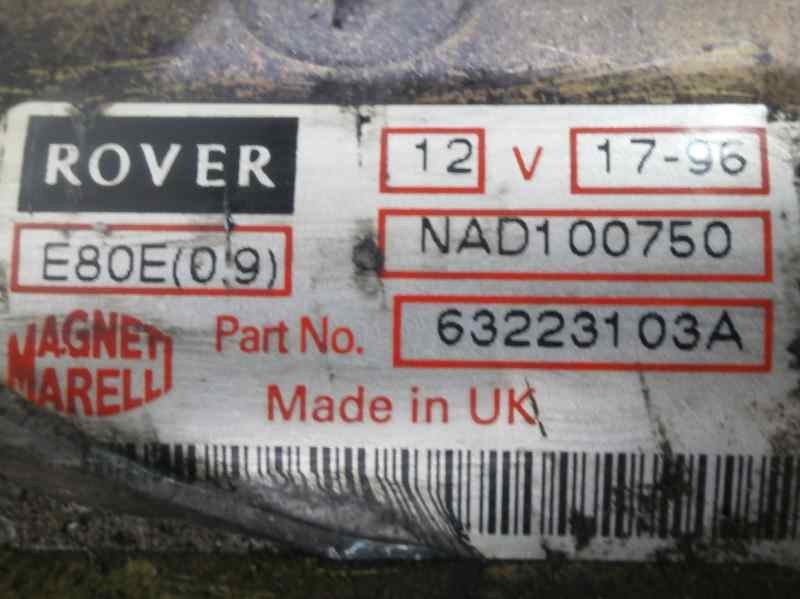 ROVER 12 V 17-96
E80E(0.9) NAD100750
MAGNETI MARELLI Part No. 63223103A
Made in UK